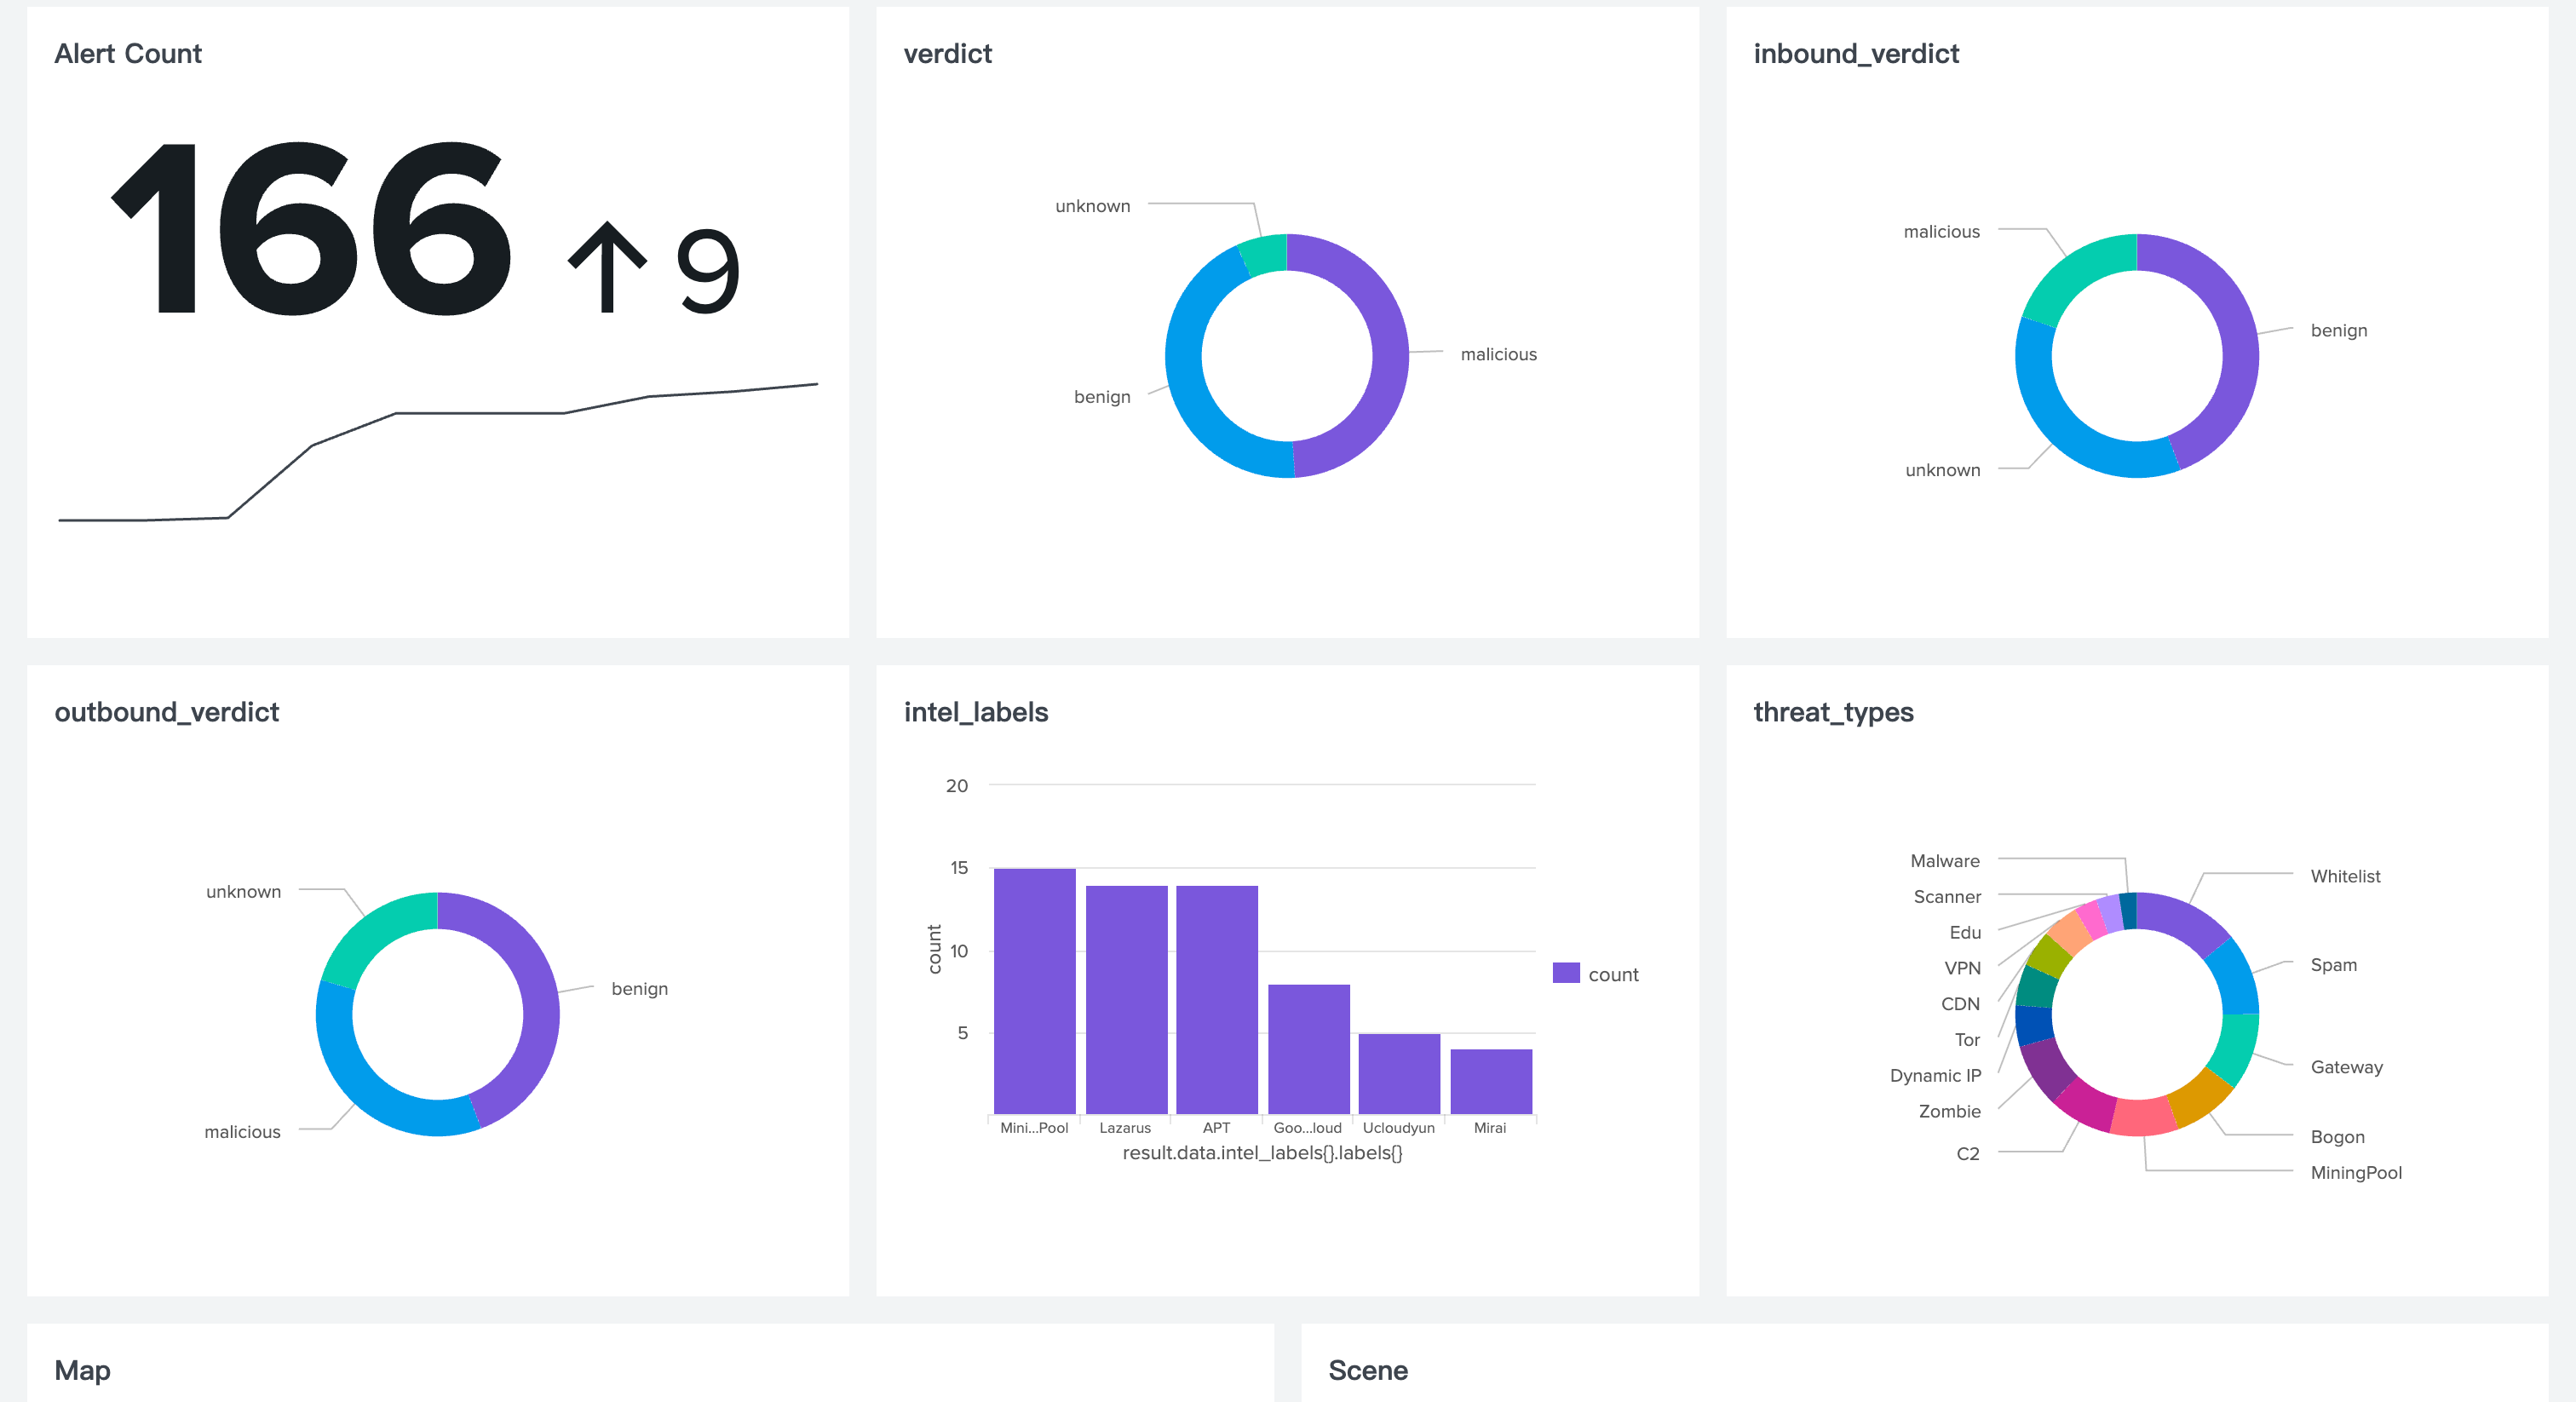 Alert Count
166 ↑ 9
verdict
unknown
malicious
benign
inbound_verdict
malicious
benign
unknown
outbound_verdict
unknown
benign
malicious
intel_labels
20
15
10
5
count
Mini...Pool Lazarus APT Goo...loud Ucloudyun Mirai
result.data.intel_labels{}.labels{}
count
threat_types
Malware
Scanner
Edu
VPN
CDN
Tor
Dynamic IP
Zombie
C2
Whitelist
Spam
Gateway
Bogon
MiningPool
Map
Scene